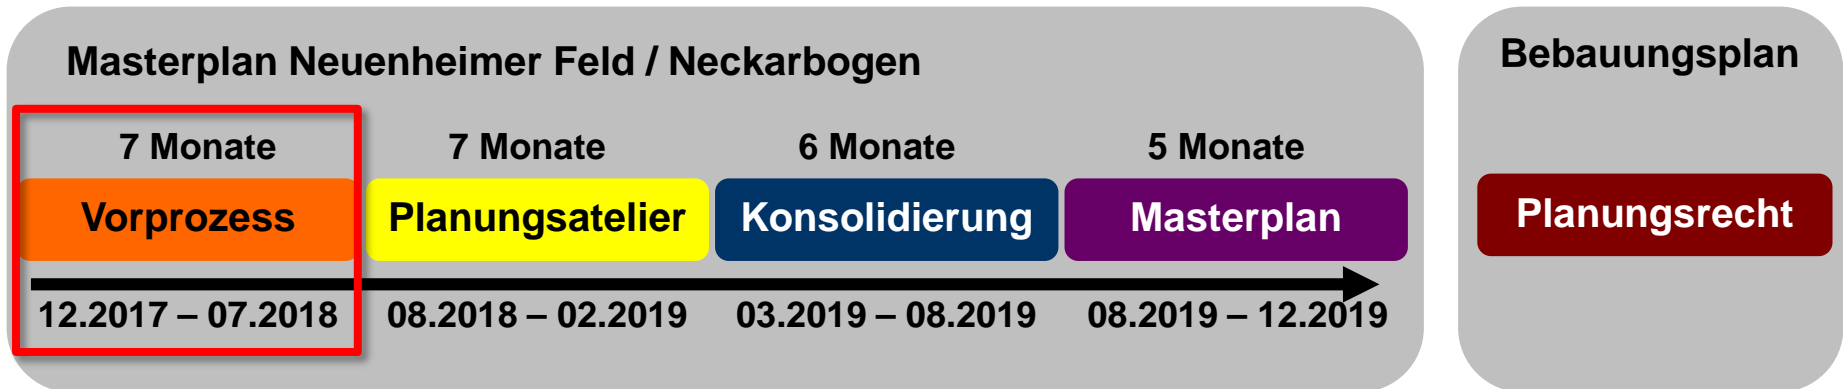 Masterplan Neuenheimer Feld / Neckarbogen
7 Monate
7 Monate
6 Monate
5 Monate
Vorprozess
Planungsatelier
Konsolidierung
Masterplan
12.2017 – 07.2018
08.2018 – 02.2019
03.2019 – 08.2019
08.2019 – 12.2019
Bebauungsplan
Planungsrecht